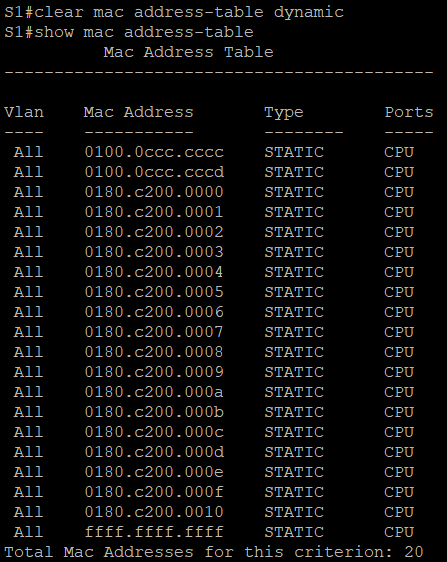 S1#clear mac address-table dynamic
S1#show mac address-table
          Mac Address Table
-------------------------------------------

Vlan    Mac Address       Type        Ports
----    -----------       --------    -----
 All    0100.0ccc.cccc    STATIC      CPU
 All    0100.0ccc.cccd    STATIC      CPU
 All    0180.c200.0000    STATIC      CPU
 All    0180.c200.0001    STATIC      CPU
 All    0180.c200.0002    STATIC      CPU
 All    0180.c200.0003    STATIC      CPU
 All    0180.c200.0004    STATIC      CPU
 All    0180.c200.0005    STATIC      CPU
 All    0180.c200.0006    STATIC      CPU
 All    0180.c200.0007    STATIC      CPU
 All    0180.c200.0008    STATIC      CPU
 All    0180.c200.0009    STATIC      CPU
 All    0180.c200.000a    STATIC      CPU
 All    0180.c200.000b    STATIC      CPU
 All    0180.c200.000c    STATIC      CPU
 All    0180.c200.000d    STATIC      CPU
 All    0180.c200.000e    STATIC      CPU
 All    0180.c200.000f    STATIC      CPU
 All    0180.c200.0010    STATIC      CPU
 All    ffff.ffff.ffff    STATIC      CPU
Total Mac Addresses for this criterion: 20